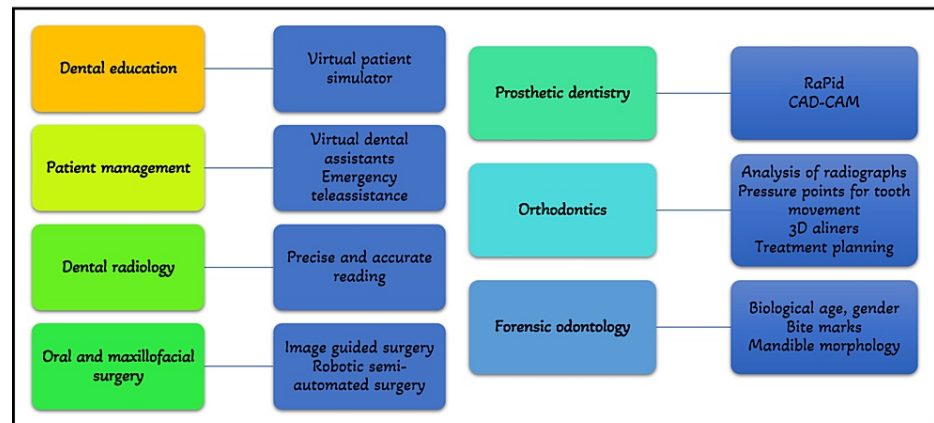 Dental education
Virtual patient
simulator
Patient management
Virtual dental
assistants
Emergency
teleassistance
Dental radiology
Precise and accurate
reading
Oral and maxillofacial
surgery
Image guided surgery
Robotic semi-
automated surgery
Prosthetic dentistry
RaPid
CAD-CAM
Orthodontics
Analysis of radiographs
Pressure points for tooth
movement
3D aliners
Treatment planning
Forensic odontology
Biological age, gender
Bite marks
Mandible morphology